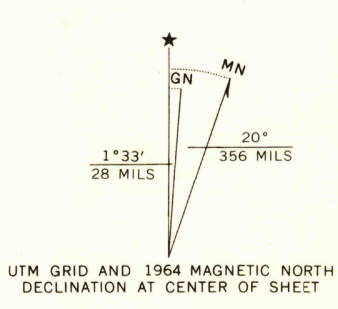 ★
MN
GN
20°
356 MILS
1°33′
28 MILS
UTM GRID AND 1964 MAGNETIC NORTH
DECLINATION AT CENTER OF SHEET